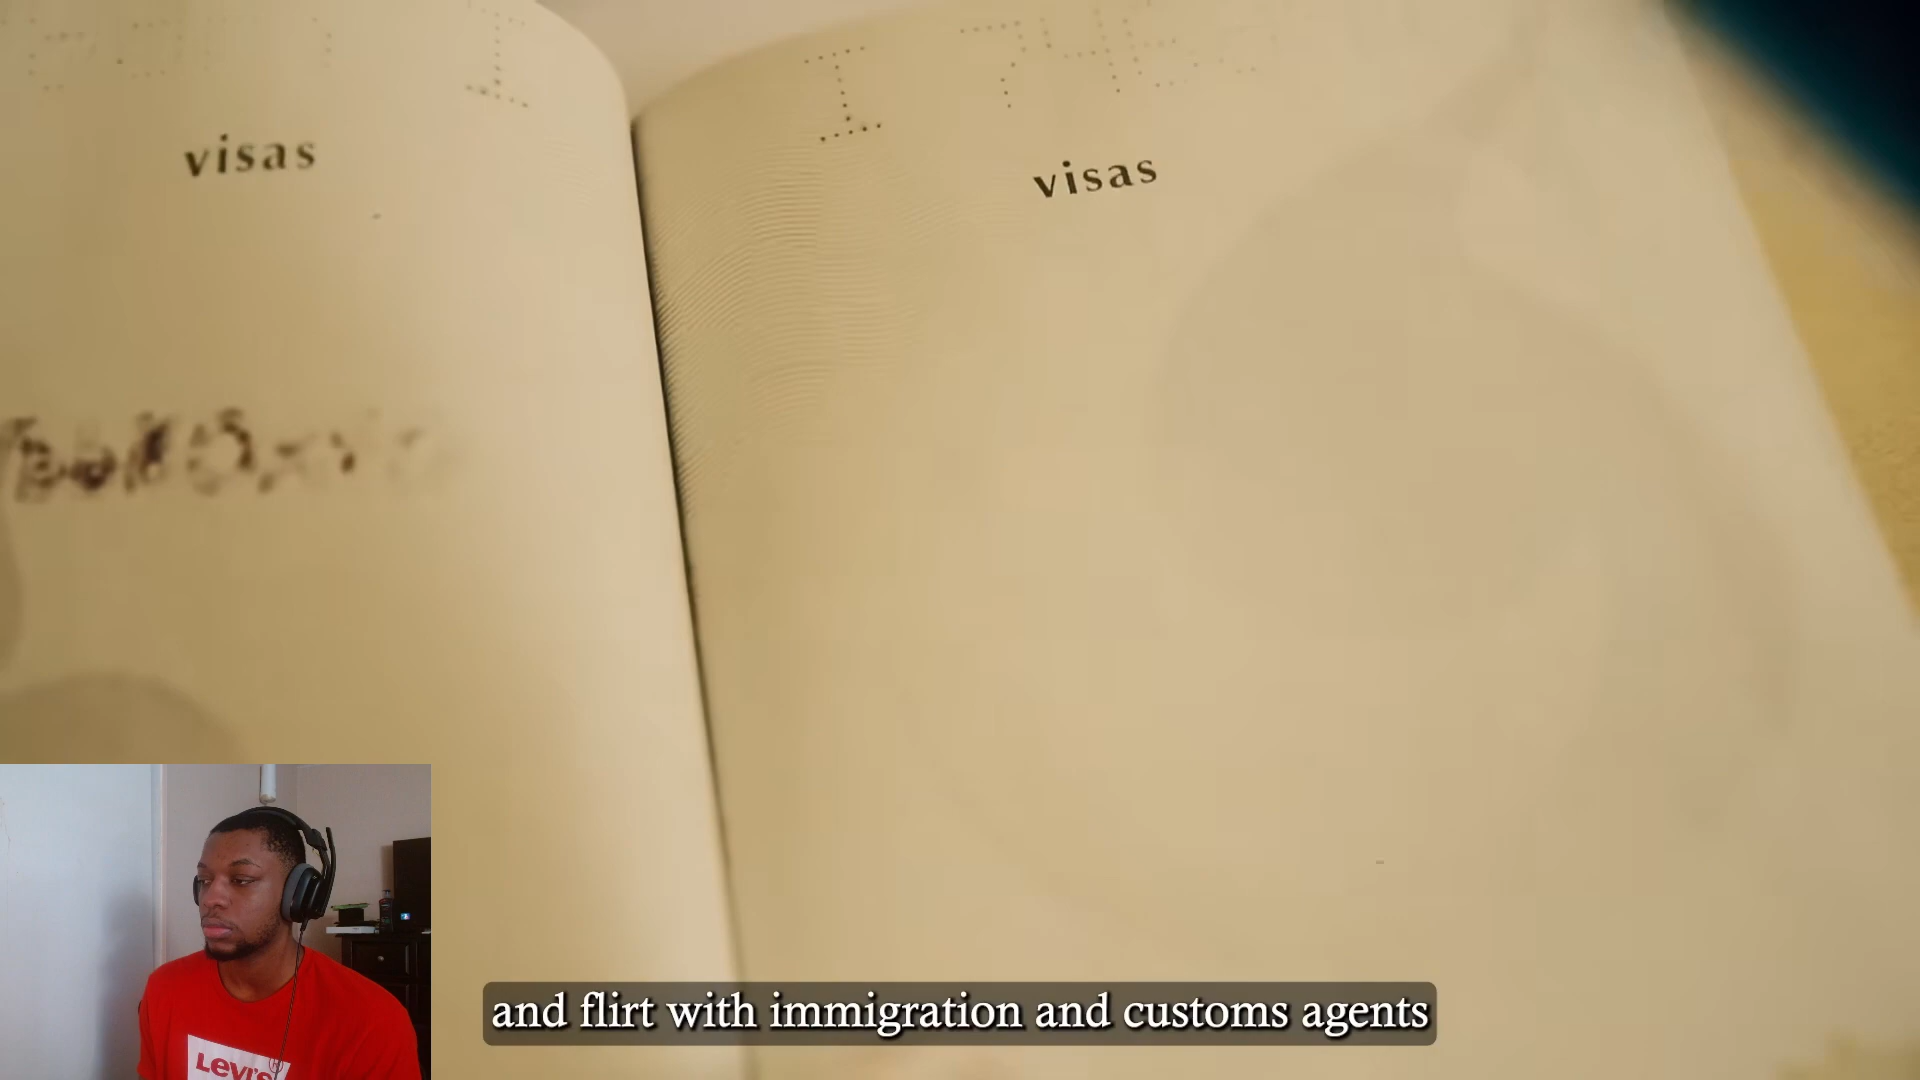 visas
visas
and flirt with immigration and customs agents
Levi's